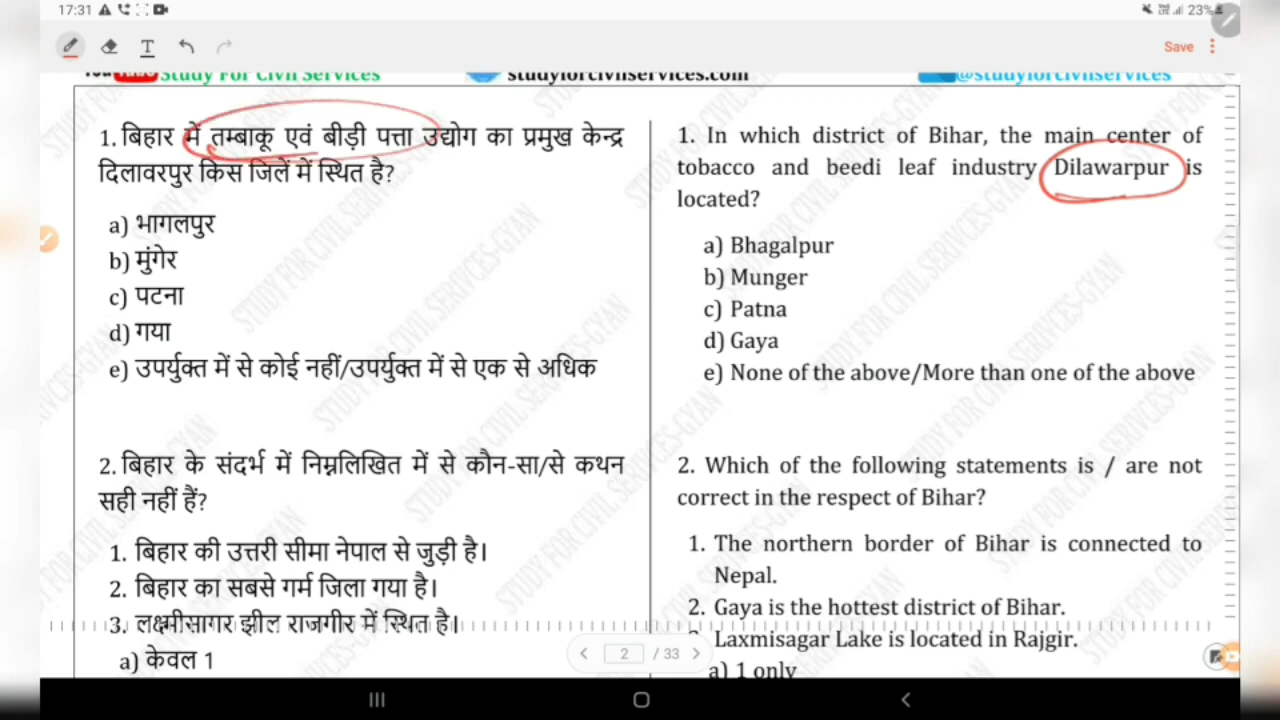 17:31
23%
Save
Study For Civil Services
studyforcivilservices.com
@studyforcivilservices
1. बिहार में तम्बाकू एवं बीड़ी पत्ता उद्योग का प्रमुख केन्द्र
दिलावरपुर किस जिलें में स्थित है?
a) भागलपुर
b) मुंगेर
c) पटना
d) गया
e) उपर्युक्त में से कोई नहीं/उपर्युक्त में से एक से अधिक
2. बिहार के संदर्भ में निम्नलिखित में से कौन-सा/से कथन
सही नहीं हैं?
1. बिहार की उत्तरी सीमा नेपाल से जुड़ी है।
2. बिहार का सबसे गर्म जिला गया है।
3. लक्ष्मीसागर झील राजगीर में स्थित है।
a) केवल 1
1. In which district of Bihar, the main center of
tobacco and beedi leaf industry Dilawarpur is
located?
a) Bhagalpur
b) Munger
c) Patna
d) Gaya
e) None of the above/More than one of the above
2. Which of the following statements is / are not
correct in the respect of Bihar?
1. The northern border of Bihar is connected to
Nepal.
2. Gaya is the hottest district of Bihar.
Laxmisagar Lake is located in Rajgir.
a) 1 only
2 / 33
STUDY FOR CIVIL SERIVCES-GYAN